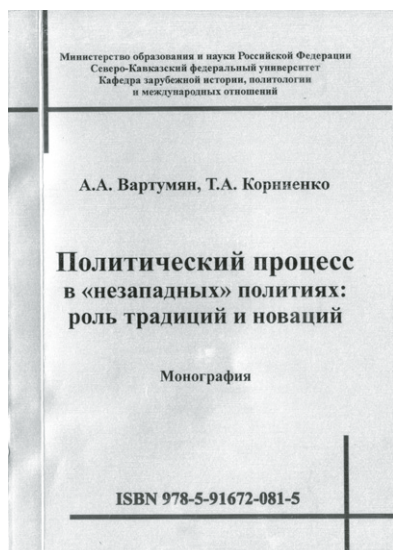 Министерство образования и науки Российской Федерации
Северо-Кавказский федеральный университет
Кафедра зарубежной истории, политологии
и международных отношений
А.А. Вартумян, Т.А. Корниенко
Политический процесс
в «незападных» политиях:
роль традиций и новаций
Монография
ISBN 978-5-91672-081-5